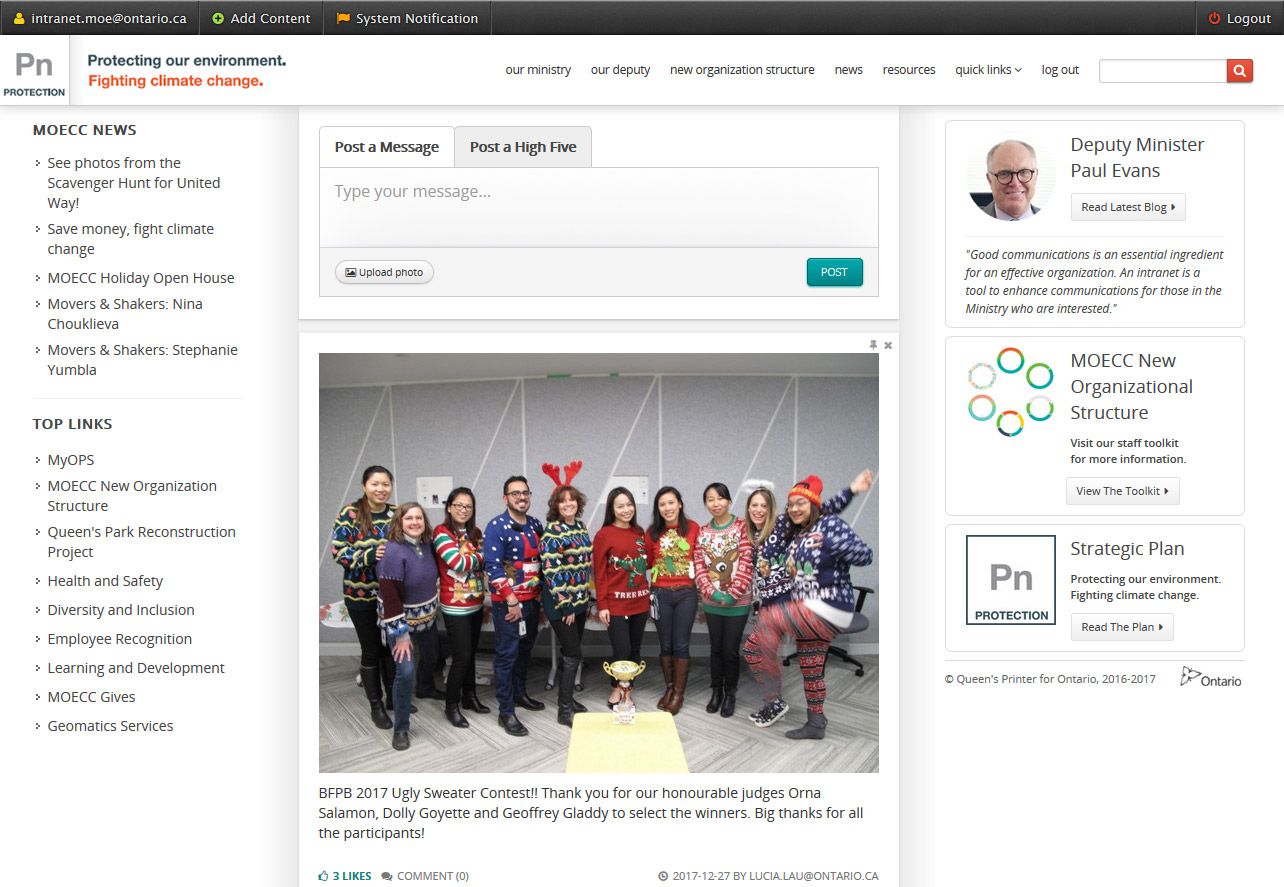 intranet.moe@ontario.ca
Add Content
System Notification
Logout
Pn
PROTECTION
Protecting our environment.
Fighting climate change.
our ministry
our deputy
new organization structure
news
resources
quick links
log out
MOECC NEWS
See photos from the
Scavenger Hunt for United
Way!
Save money, fight climate
change
MOECC Holiday Open House
Movers & Shakers: Nina
Chouklieva
Movers & Shakers: Stephanie
Yumbla
TOP LINKS
MyOPS
MOECC New Organization
Structure
Queen's Park Reconstruction
Project
Health and Safety
Diversity and Inclusion
Employee Recognition
Learning and Development
MOECC Gives
Geomatics Services
Post a Message
Post a High Five
Type your message...
Upload photo
POST
BFPB 2017 Ugly Sweater Contest!! Thank you for our honourable judges Orna
Salamon, Dolly Goyette and Geoffrey Gladdy to select the winners. Big thanks for all
the participants!
3 LIKES
COMMENT (0)
2017-12-27 BY LUCIA.LAU@ONTARIO.CA
Deputy Minister
Paul Evans
Read Latest Blog
"Good communications is an essential ingredient
for an effective organization. An intranet is a
tool to enhance communications for those in the
Ministry who are interested."
MOECC New
Organizational
Structure
Visit our staff toolkit
for more information.
View The Toolkit
Pn
PROTECTION
Strategic Plan
Protecting our environment.
Fighting climate change.
Read The Plan
© Queen's Printer for Ontario, 2016-2017
Ontario